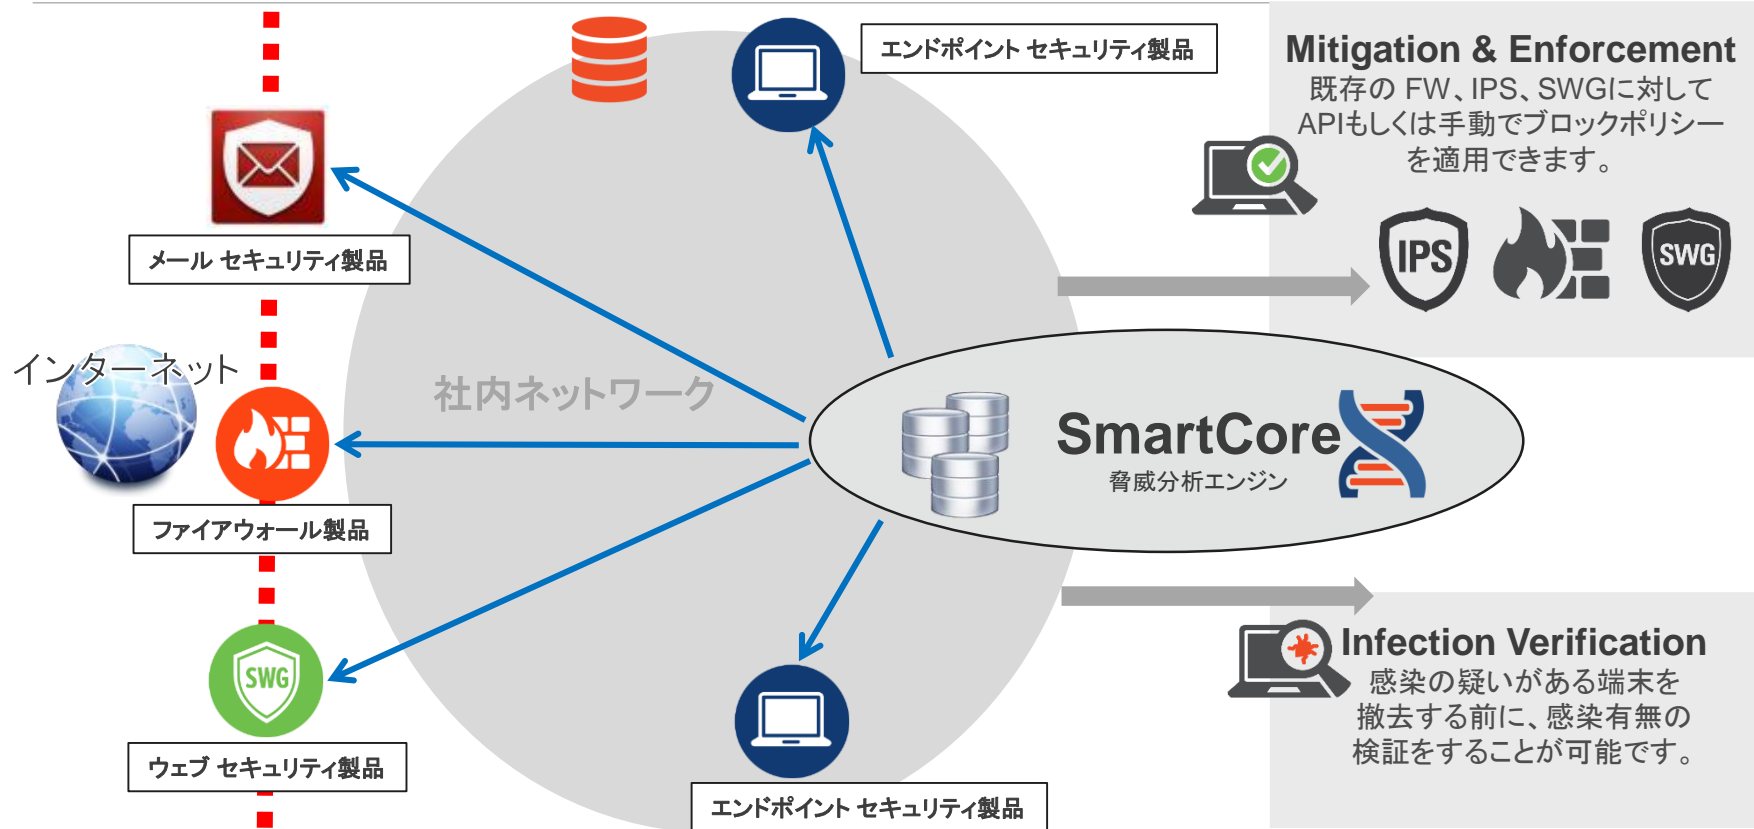 エンドポイント セキュリティ製品
Mitigation & Enforcement
既存の FW、IPS、SWGに対して
APIもしくは手動でブロックポリシー
を適用できます。
IPS
SWG
メール セキュリティ製品
インターネット
社内ネットワーク
SmartCore
脅威分析エンジン
ファイアウォール製品
SWG
ウェブ セキュリティ製品
エンドポイント セキュリティ製品
Infection Verification
感染の疑いがある端末を
撤去する前に、感染有無の
検証をすることが可能です。